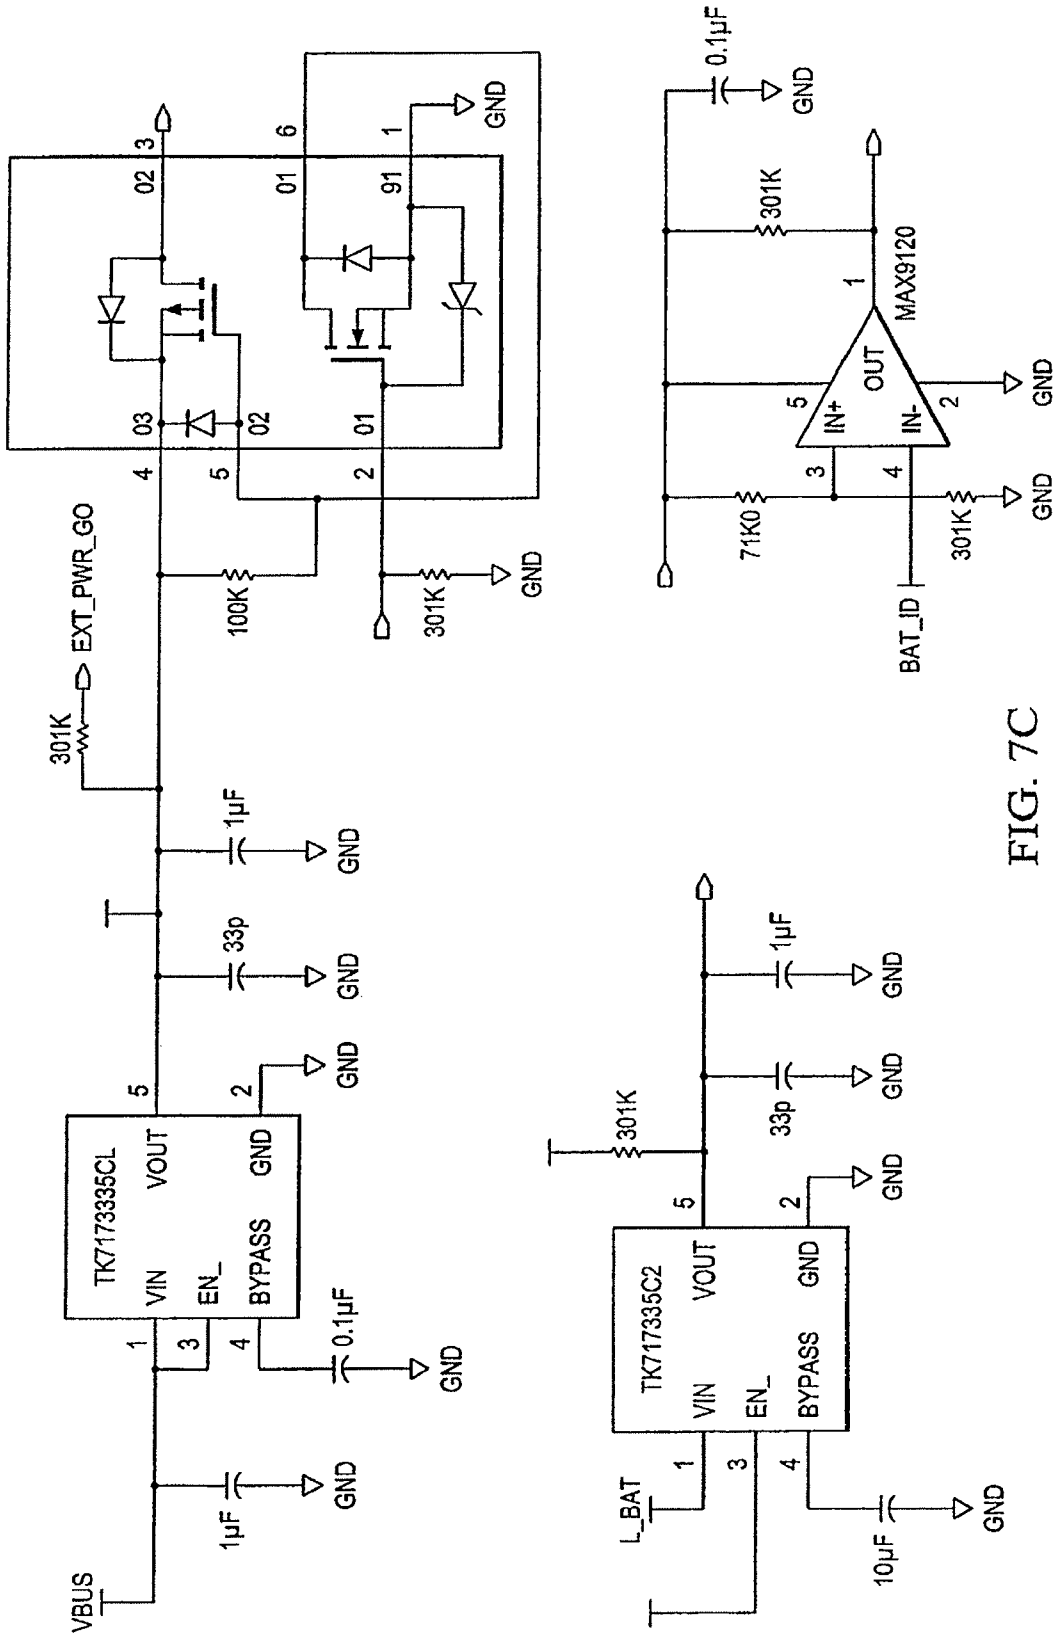 VBUS
1µF
GND
1
3
4
TK7173335CL
VIN
EN_
BYPASS
VOUT
GND
5
2
0.1µF
GND
GND
33p
GND
1µF
GND
301K
EXT_PWR_GO
100K
301K
GND
4
5
2
03
02
01
02
3
01
6
91
1
GND
L_BAT
1
3
4
10µF
GND
TK717335C2
VIN
EN_
BYPASS
VOUT
GND
5
2
GND
301K
33p
GND
1µF
GND
BAT_ID
71K0
301K
GND
3
4
IN+
IN-
OUT
5
2
GND
1
MAX9120
301K
0.1µF
GND
FIG. 7C